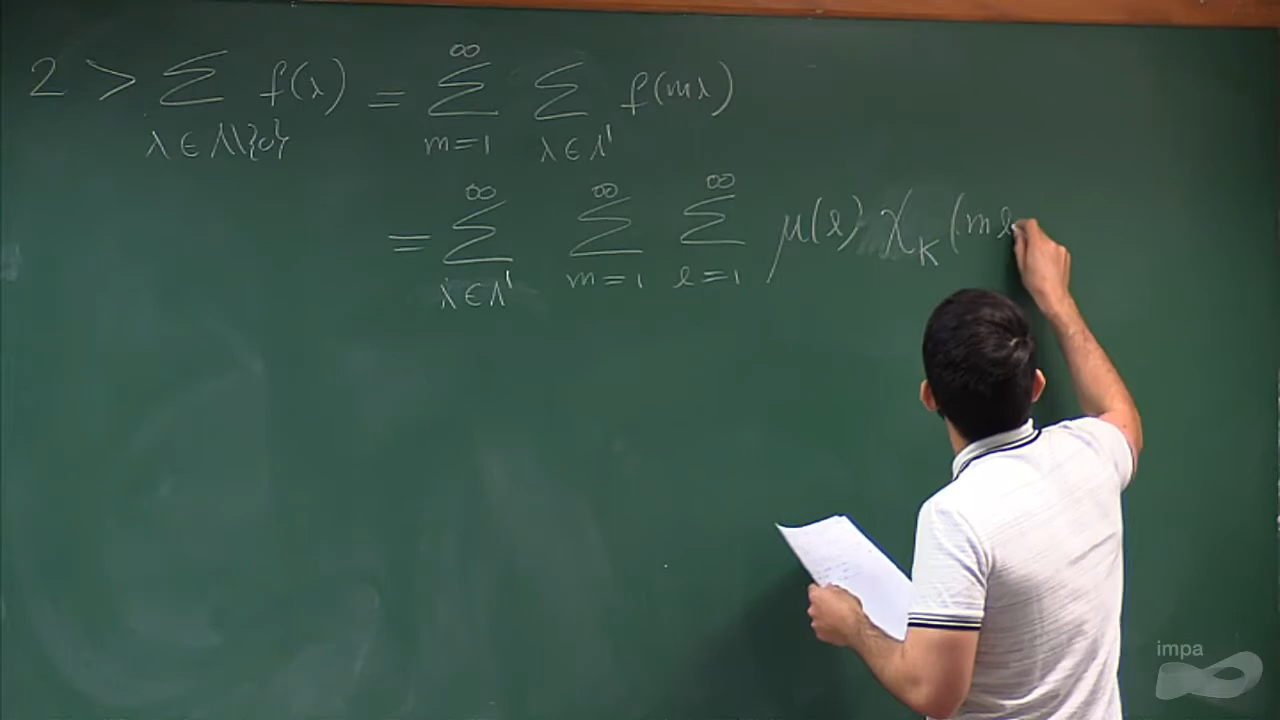 2 > ∑_{λ∈Λ\{0}} f(λ) = ∑_{m=1}^{∞} ∑_{λ∈Λ'} f(mλ)
= ∑_{λ∈Λ'}^{∞} ∑_{m=1}^{∞} ∑_{ℓ=1}^{∞} μ(ℓ) χ_K (mℓ
impa